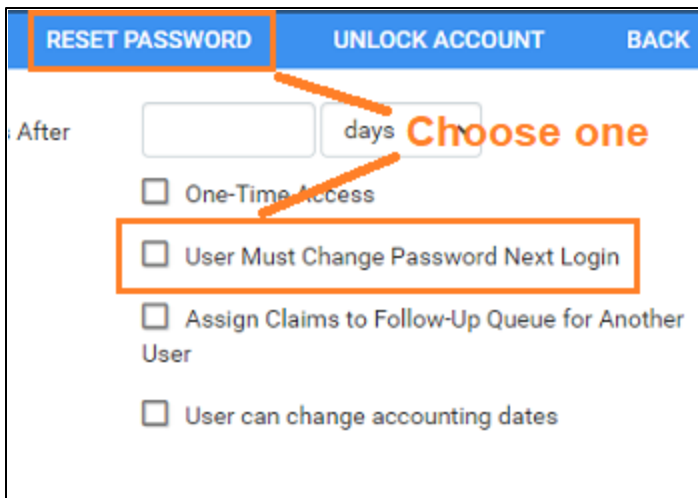 RESET PASSWORD UNLOCK ACCOUNT BACK
After days Choose one
One-Time Access
User Must Change Password Next Login
Assign Claims to Follow-Up Queue for Another
User
User can change accounting dates